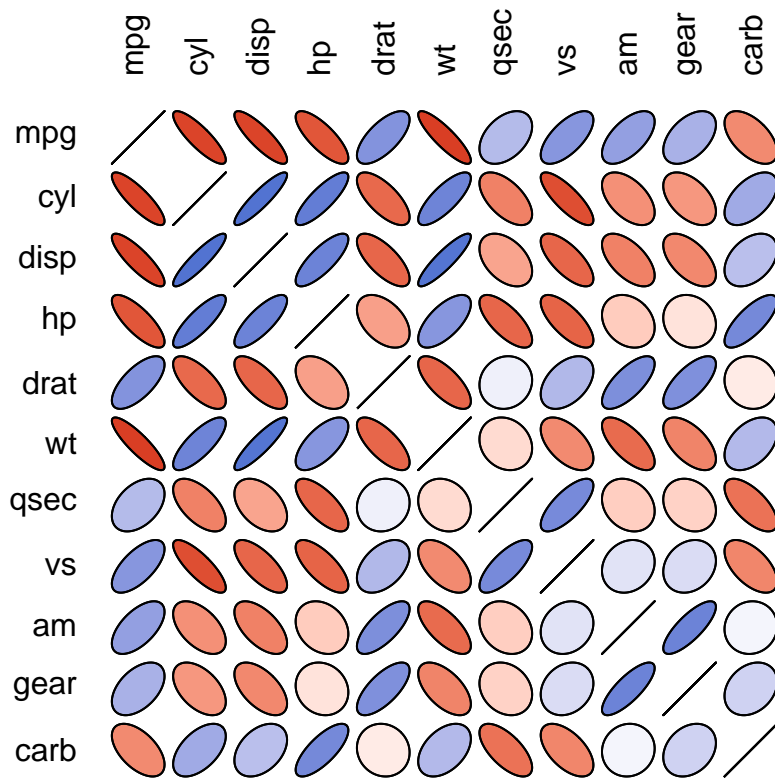 mpg cyl disp hp drat wt qsec vs am gear carb
mpg
cyl
disp
hp
drat
wt
qsec
vs
am
gear
carb